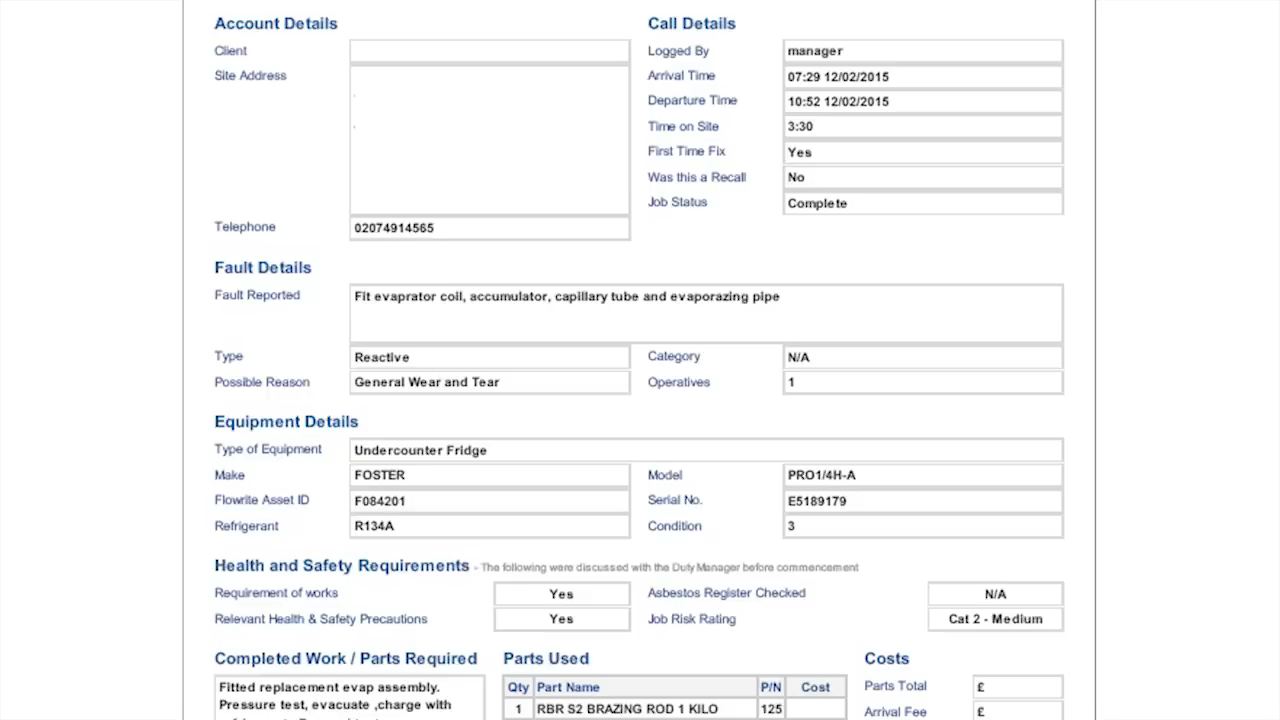 Account Details
Client
Site Address
Telephone 02074914565
Call Details
Logged By manager
Arrival Time 07:29 12/02/2015
Departure Time 10:52 12/02/2015
Time on Site 3:30
First Time Fix Yes
Was this a Recall No
Job Status Complete
Fault Details
Fault Reported Fit evaprator coil, accumulator, capillary tube and evaporazing pipe
Type Reactive Category N/A
Possible Reason General Wear and Tear Operatives 1
Equipment Details
Type of Equipment Undercounter Fridge
Make FOSTER Model PRO1/4H-A
Flowrite Asset ID F084201 Serial No. E5189179
Refrigerant R134A Condition 3
Health and Safety Requirements - The following were discussed with the Duty Manager before commencement
Requirement of works Yes Asbestos Register Checked N/A
Relevant Health & Safety Precautions Yes Job Risk Rating Cat 2 - Medium
Completed Work / Parts Required
Fitted replacement evap assembly.
Pressure test, evacuate ,charge with
Parts Used
Qty Part Name P/N Cost
1 RBR S2 BRAZING ROD 1 KILO 125
Costs
Parts Total £
Arrival Fee £